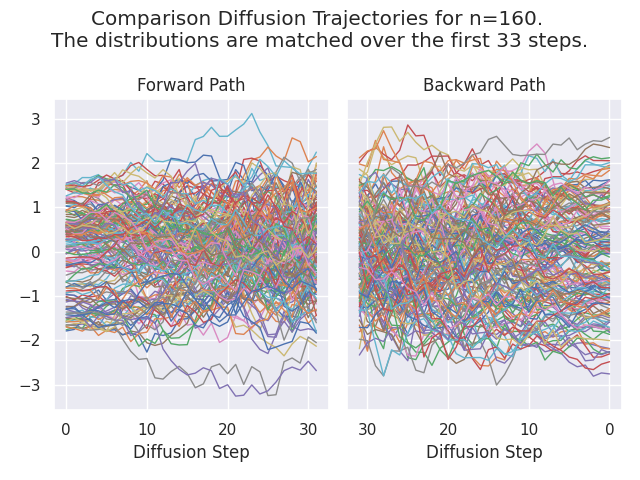 Comparison Diffusion Trajectories for n=160.
The distributions are matched over the first 33 steps.
Forward Path
Backward Path
3
2
1
0
−1
−2
−3
0 10 20 30
30 20 10 0
Diffusion Step
Diffusion Step